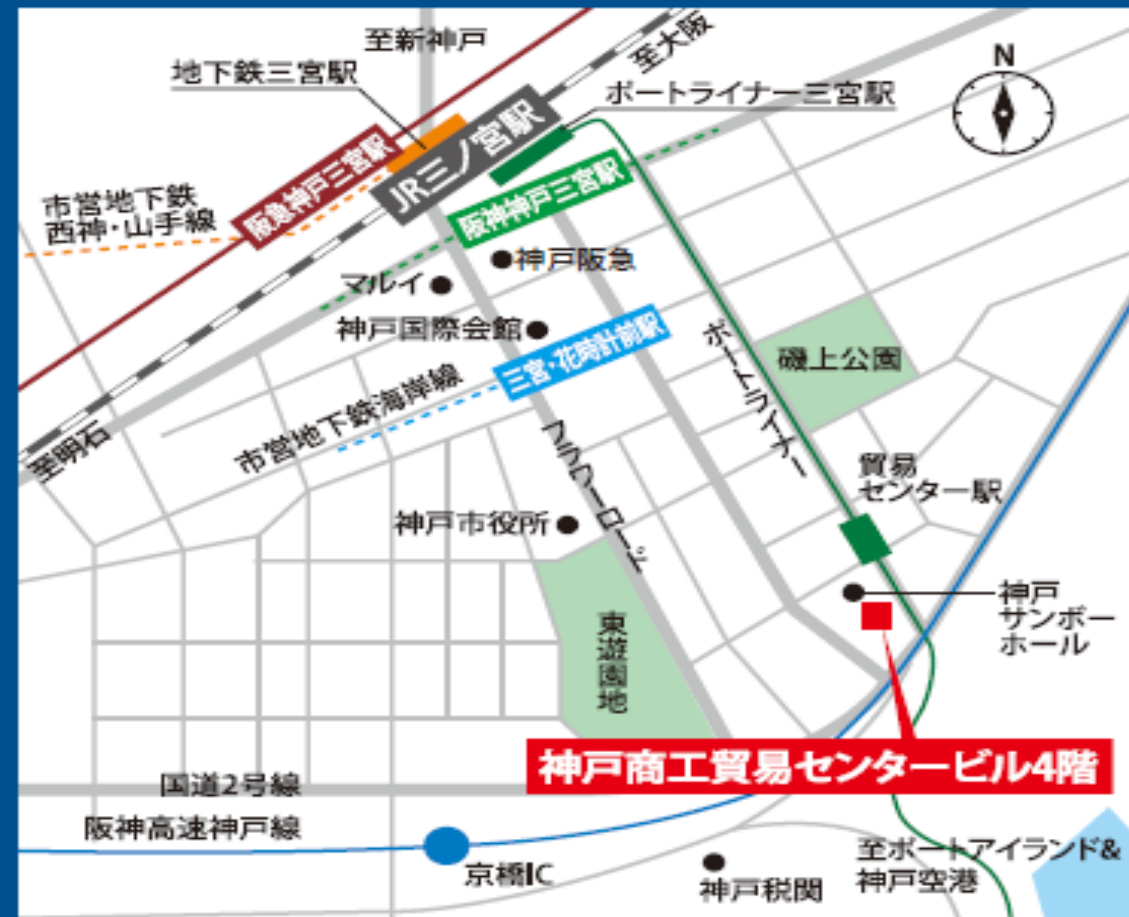 至新神戸
地下鉄三宮駅
至大阪
N
ポートライナー三宮駅
JR三ノ宮駅
阪急神戸三宮駅
阪神神戸三宮駅
市営地下鉄
西神・山手線
神戸阪急
マルイ
神戸国際会館
三宮・花時計前駅
ポートライナー
磯上公園
至明石
市営地下鉄海岸線
フラワーロード
貿易
センター駅
神戸市役所
神戸
サンボー
ホール
東遊園地
神戸商工貿易センタービル4階
国道2号線
阪神高速神戸線
京橋IC
神戸税関
至ポートアイランド&
神戸空港